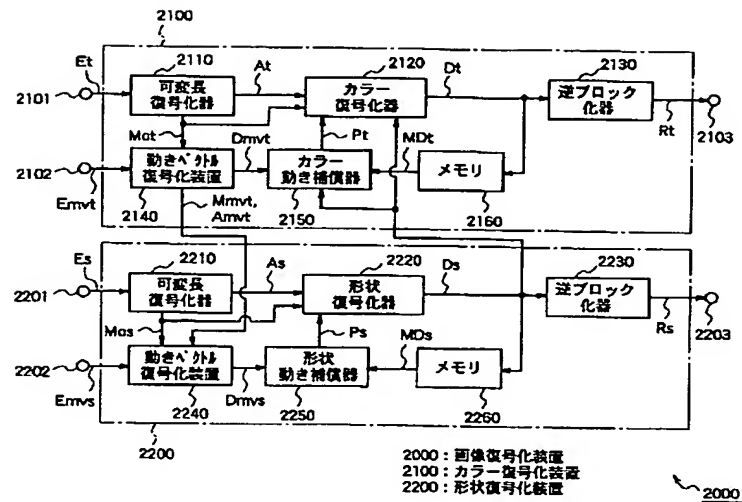 2100
Et
2110
At
2120
Dt
2130
2101
可変長
復号化器
カラー
復号化器
逆ブロック
化器
2103
Rt
Mat
Dmvt
Pt
MDt
2102
動きベクトル
復号化装置
カラー
動き補償器
メモリ
Emvt
2140
Mmvt,
Amvt
2150
2160
Es
2210
As
2220
Ds
2230
2201
可変長
復号化器
形状
復号化器
逆ブロック
化器
2203
Rs
Mas
Ps
MDs
2202
動きベクトル
復号化装置
形状
動き補償器
メモリ
Emvs
2240
Dmvs
2250
2260
2200
2000:画像復号化装置
2100:カラー復号化装置
2200:形状復号化装置
2000